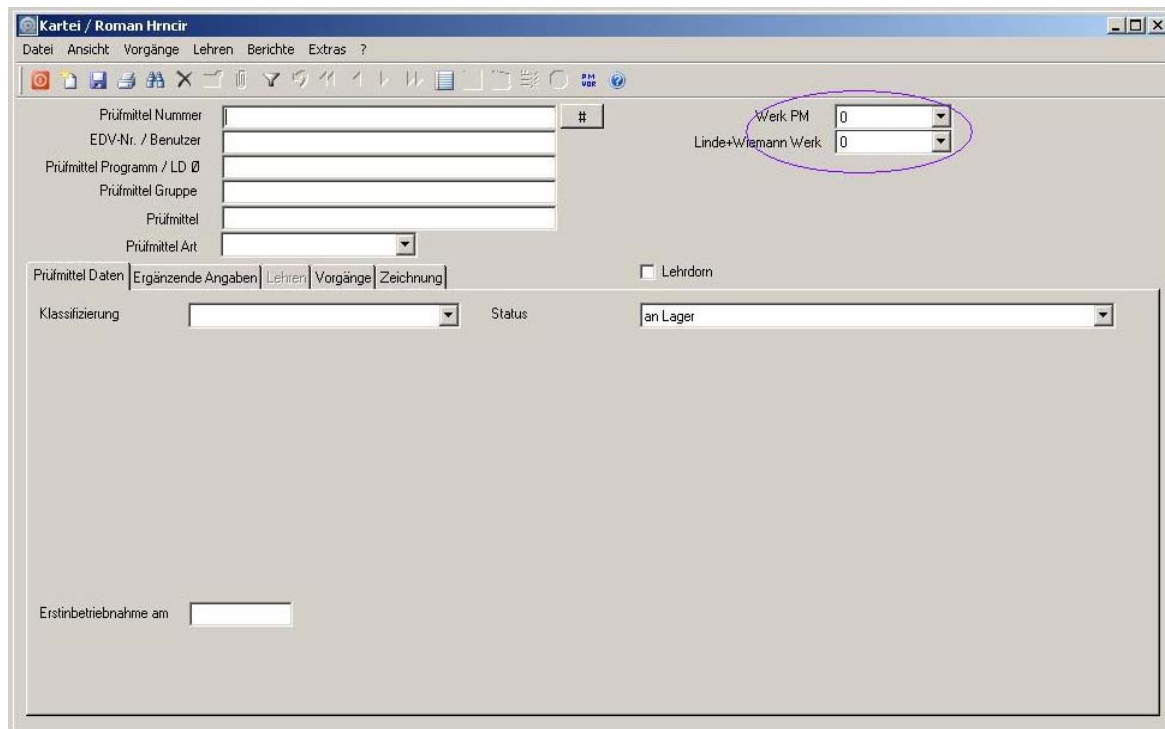 Kartei / Roman Hrncir
Datei Ansicht Vorgänge Lehren Berichte Extras ?
PM VOR
Prüfmittel Nummer # Werk PM 0
EDV-Nr. / Benutzer Linde+Wiemann Werk 0
Prüfmittel Programm / LD Ø
Prüfmittel Gruppe
Prüfmittel
Prüfmittel Art
Prüfmittel Daten Ergänzende Angaben Lehren Vorgänge Zeichnung Lehrdorn
Klassifizierung Status an Lager
Erstinbetriebnahme am